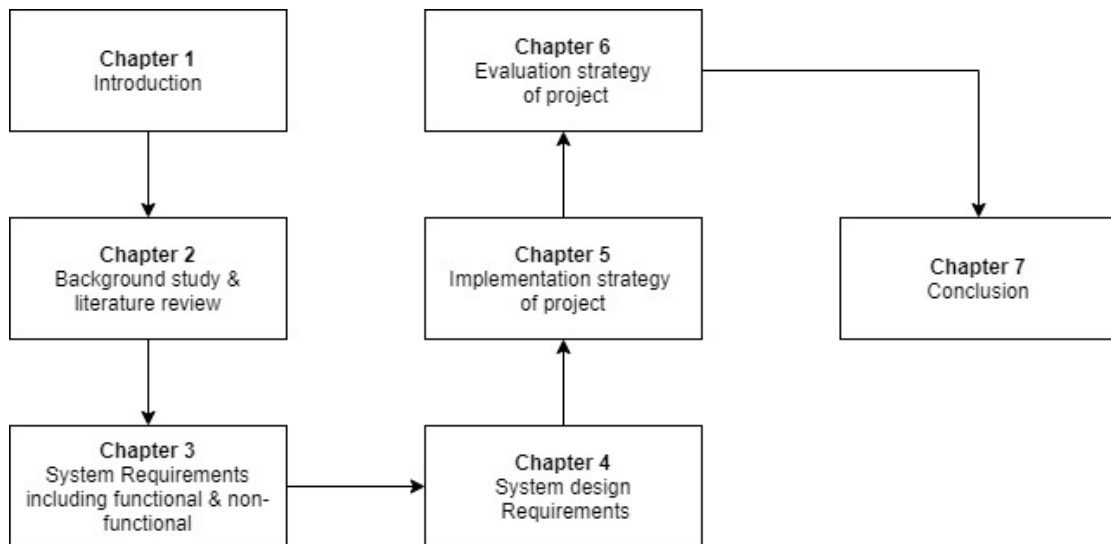 Chapter 1
Introduction
Chapter 2
Background study &
literature review
Chapter 3
System Requirements
including functional & non-
functional
Chapter 4
System design
Requirements
Chapter 5
Implementation strategy
of project
Chapter 6
Evaluation strategy
of project
Chapter 7
Conclusion